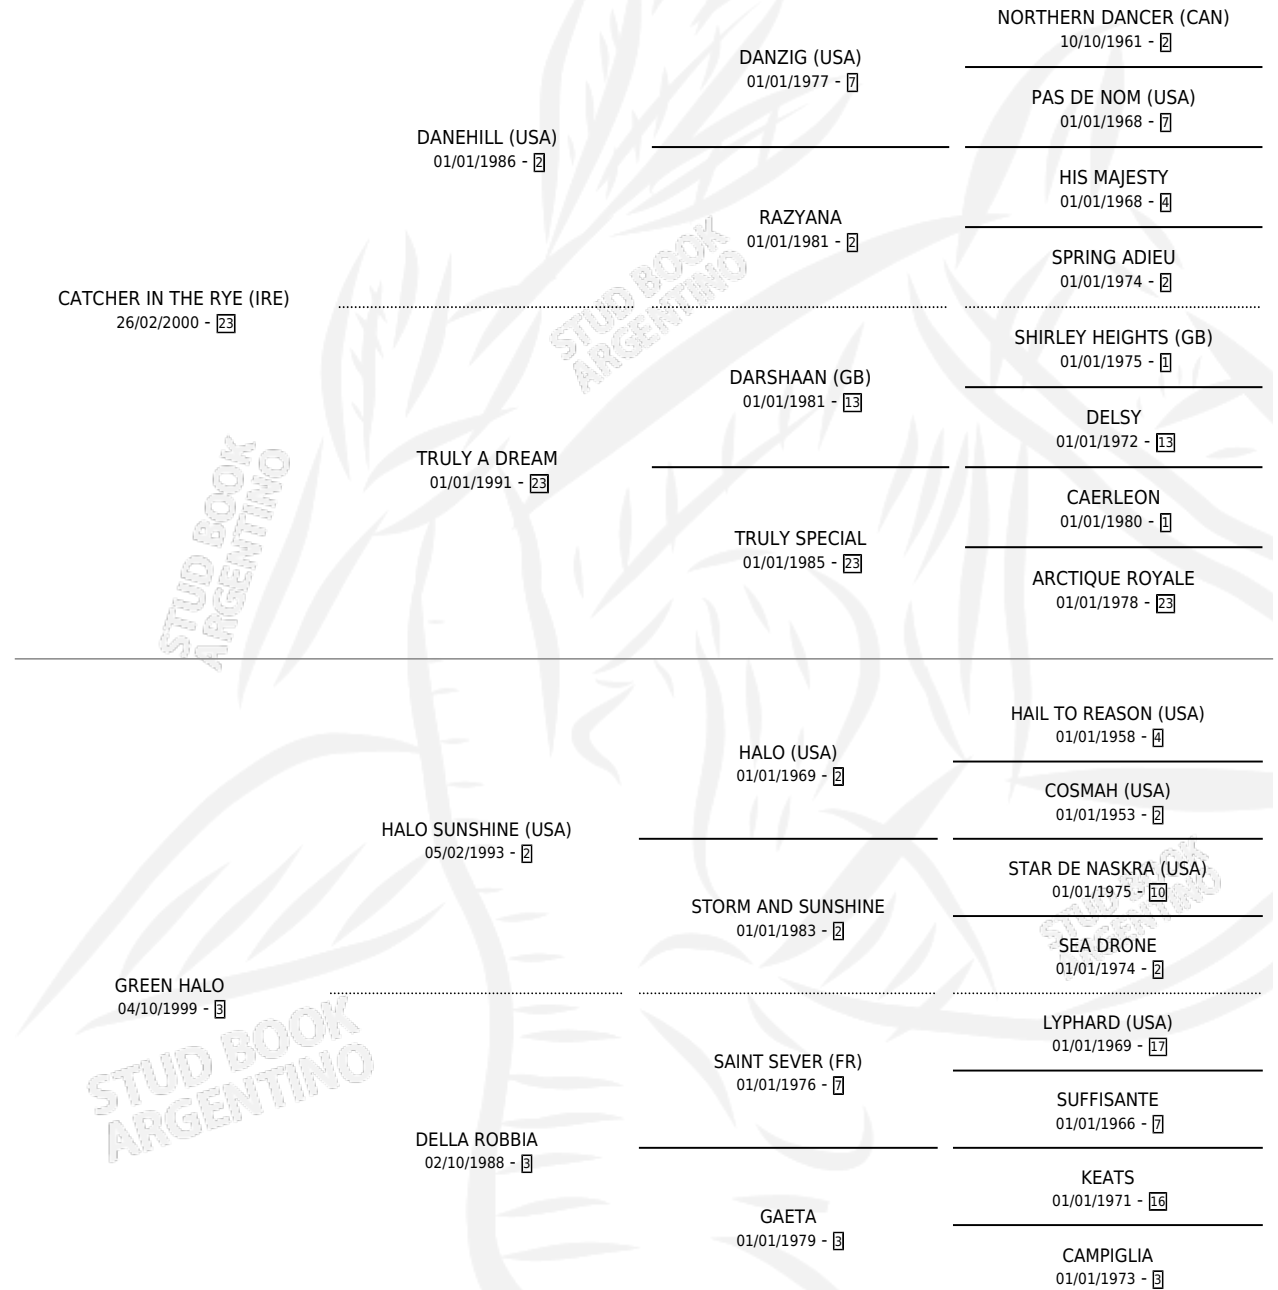 NORTHERN DANCER (CAN)
10/10/1961 - 2
DANZIG (USA)
01/01/1977 - 7
PAS DE NOM (USA)
01/01/1968 - 7
DANEHILL (USA)
01/01/1986 - 2
HIS MAJESTY
01/01/1968 - 4
RAZYANA
01/01/1981 - 2
SPRING ADIEU
01/01/1974 - 2
CATCHER IN THE RYE (IRE)
26/02/2000 - 23
STUD BOOK
ARGENTINO
SHIRLEY HEIGHTS (GB)
01/01/1975 - 1
DARSHAAN (GB)
01/01/1981 - 13
DELSY
01/01/1972 - 13
TRULY A DREAM
01/01/1991 - 23
CAERLEON
01/01/1980 - 1
TRULY SPECIAL
01/01/1985 - 23
ARCTIQUE ROYALE
01/01/1978 - 23
STUD BOOK
ARGENTINO
HAIL TO REASON (USA)
01/01/1958 - 4
HALO (USA)
01/01/1969 - 2
COSMAH (USA)
01/01/1953 - 2
HALO SUNSHINE (USA)
05/02/1993 - 2
STAR DE NASKRA (USA)
01/01/1975 - 10
STORM AND SUNSHINE
01/01/1983 - 2
STUD BOOK
ARGENTINO
SEA DRONE
01/01/1974 - 2
GREEN HALO
04/10/1999 - 3
LYPHARD (USA)
01/01/1969 - 17
SAINT SEVER (FR)
01/01/1976 - 7
SUFFISANTE
01/01/1966 - 7
STUD BOOK
ARGENTINO
DELLA ROBBIA
02/10/1988 - 3
KEATS
01/01/1971 - 16
GAETA
01/01/1979 - 3
CAMPIGLIA
01/01/1973 - 3